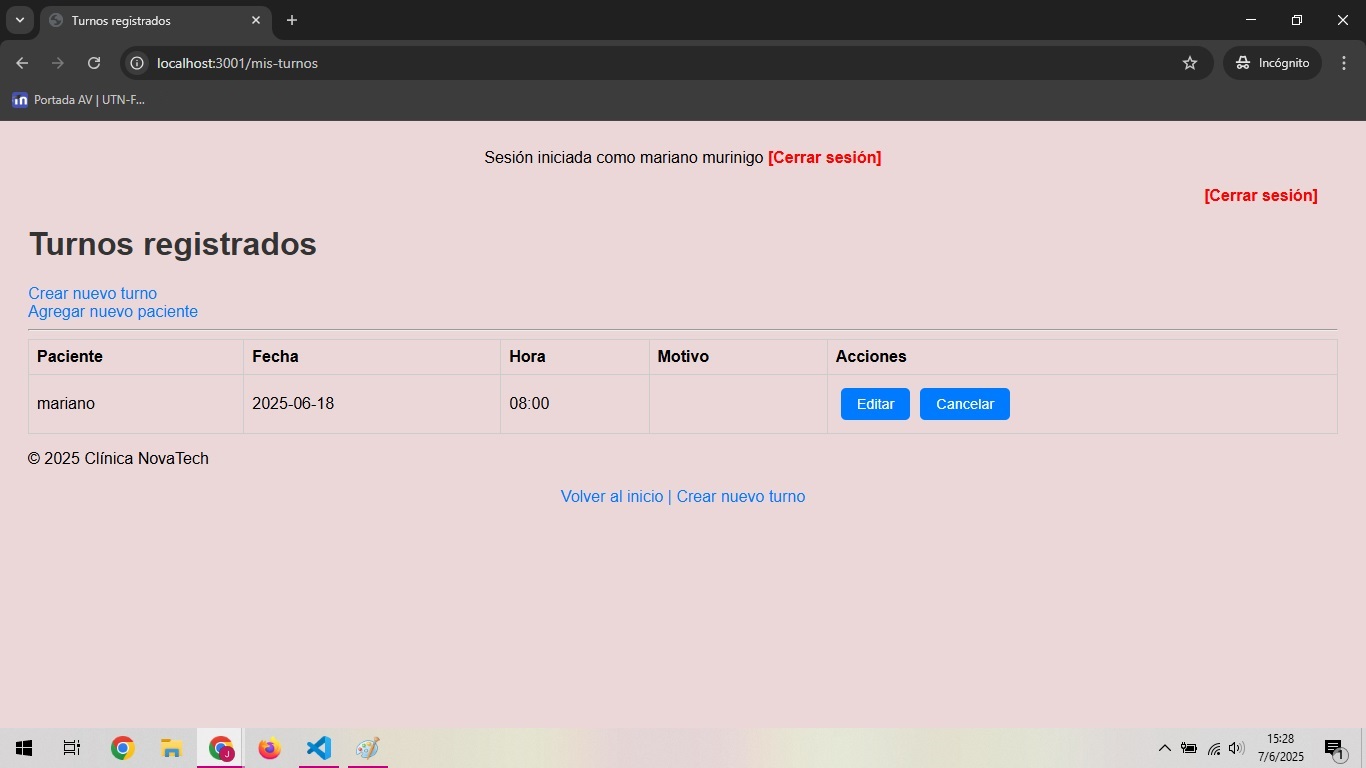 Turnos registrados
localhost:3001/mis-turnos
Incógnito
Portada AV | UTN-F...
Sesión iniciada como mariano murinigo [Cerrar sesión]
[Cerrar sesión]
Turnos registrados
Crear nuevo turno
Agregar nuevo paciente
Paciente Fecha Hora Motivo Acciones
mariano 2025-06-18 08:00 Editar Cancelar
© 2025 Clínica NovaTech
Volver al inicio | Crear nuevo turno
J
15:28
7/6/2025
1